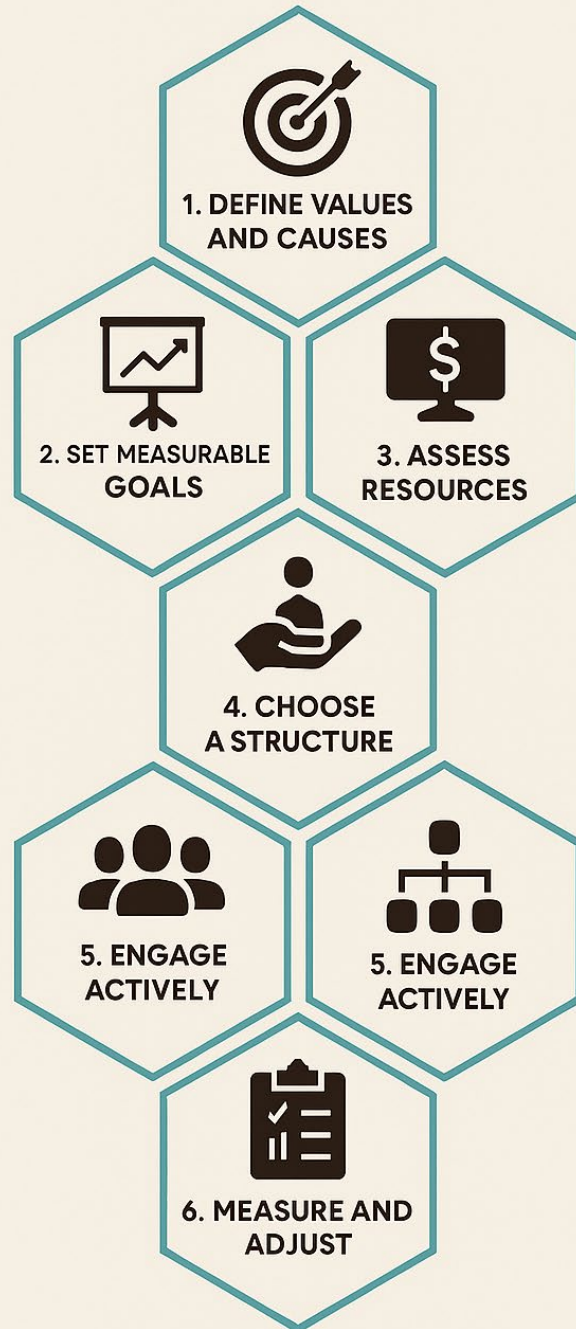 1. DEFINE VALUES
AND CAUSES
2. SET MEASURABLE
GOALS
3. ASSESS
RESOURCES
4. CHOOSE
A STRUCTURE
5. ENGAGE
ACTIVELY
5. ENGAGE
ACTIVELY
6. MEASURE AND
ADJUST